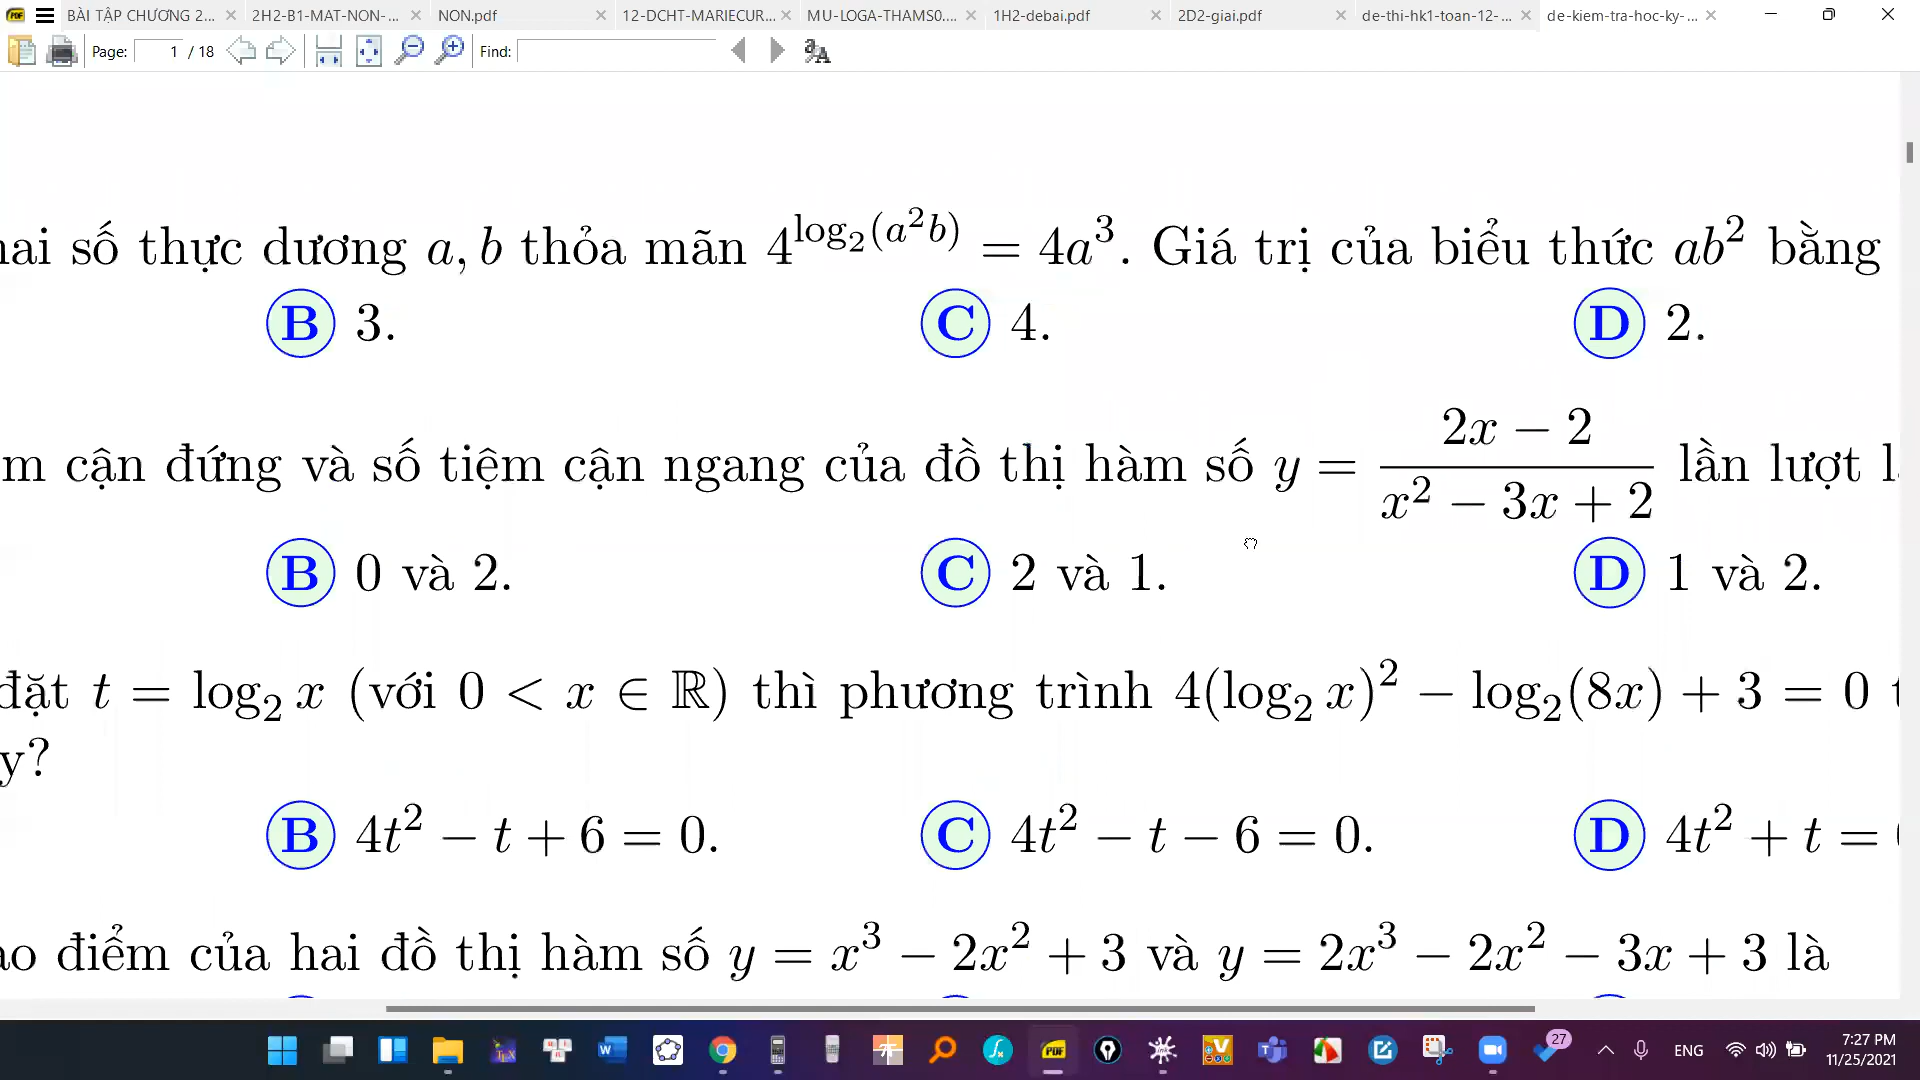 BÀI TẬP CHƯƠNG 2... 2H2-B1-MAT-NON-... NON.pdf 12-DCHT-MARIECUR... MU-LOGA-THAMS0.... 1H2-debai.pdf 2D2-giai.pdf de-thi-hk1-toan-12-... de-kiem-tra-hoc-ky-...
Page: 1 / 18 Find:
hai số thực dương a, b thỏa mãn 4^{log₂(a²b)} = 4a³. Giá trị của biểu thức ab² bằng
B 3. C 4. D 2.
m cận đứng và số tiệm cận ngang của đồ thị hàm số y = (2x − 2)/(x² − 3x + 2) lần lượt l
B 0 và 2. C 2 và 1. D 1 và 2.
đặt t = log₂ x (với 0 < x ∈ ℝ) thì phương trình 4(log₂ x)² − log₂(8x) + 3 = 0 t
y?
B 4t² − t + 6 = 0. C 4t² − t − 6 = 0. D 4t² + t =
ao điểm của hai đồ thị hàm số y = x³ − 2x² + 3 và y = 2x³ − 2x² − 3x + 3 là
27
ENG 7:27 PM
11/25/2021